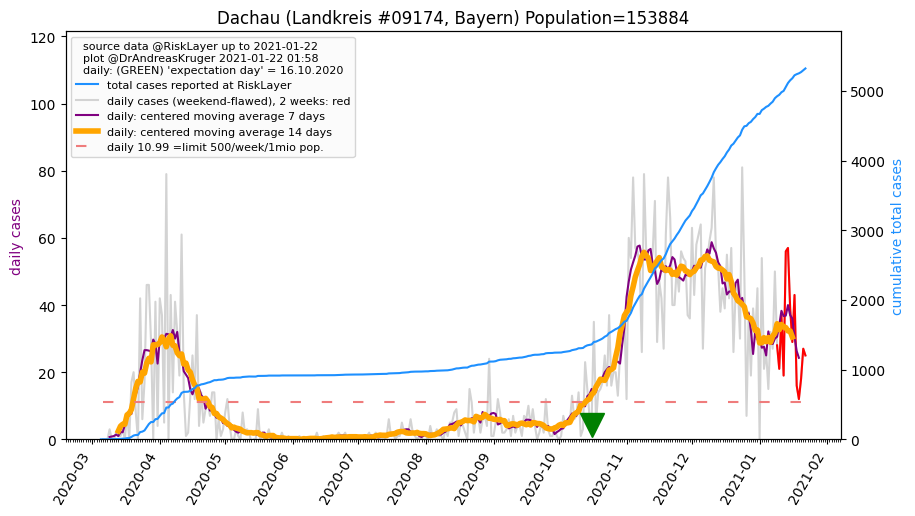 Dachau (Landkreis #09174, Bayern) Population=153884
source data @RiskLayer up to 2021-01-22
plot @DrAndreasKruger 2021-01-22 01:58
daily: (GREEN) 'expectation day' = 16.10.2020
total cases reported at RiskLayer
daily cases (weekend-flawed), 2 weeks: red
daily: centered moving average 7 days
daily: centered moving average 14 days
daily 10.99 =limit 500/week/1mio pop.
daily cases
120
100
80
60
40
20
0
cumulative total cases
5000
4000
3000
2000
1000
0
2020-03
2020-04
2020-05
2020-06
2020-07
2020-08
2020-09
2020-10
2020-11
2020-12
2021-01
2021-02